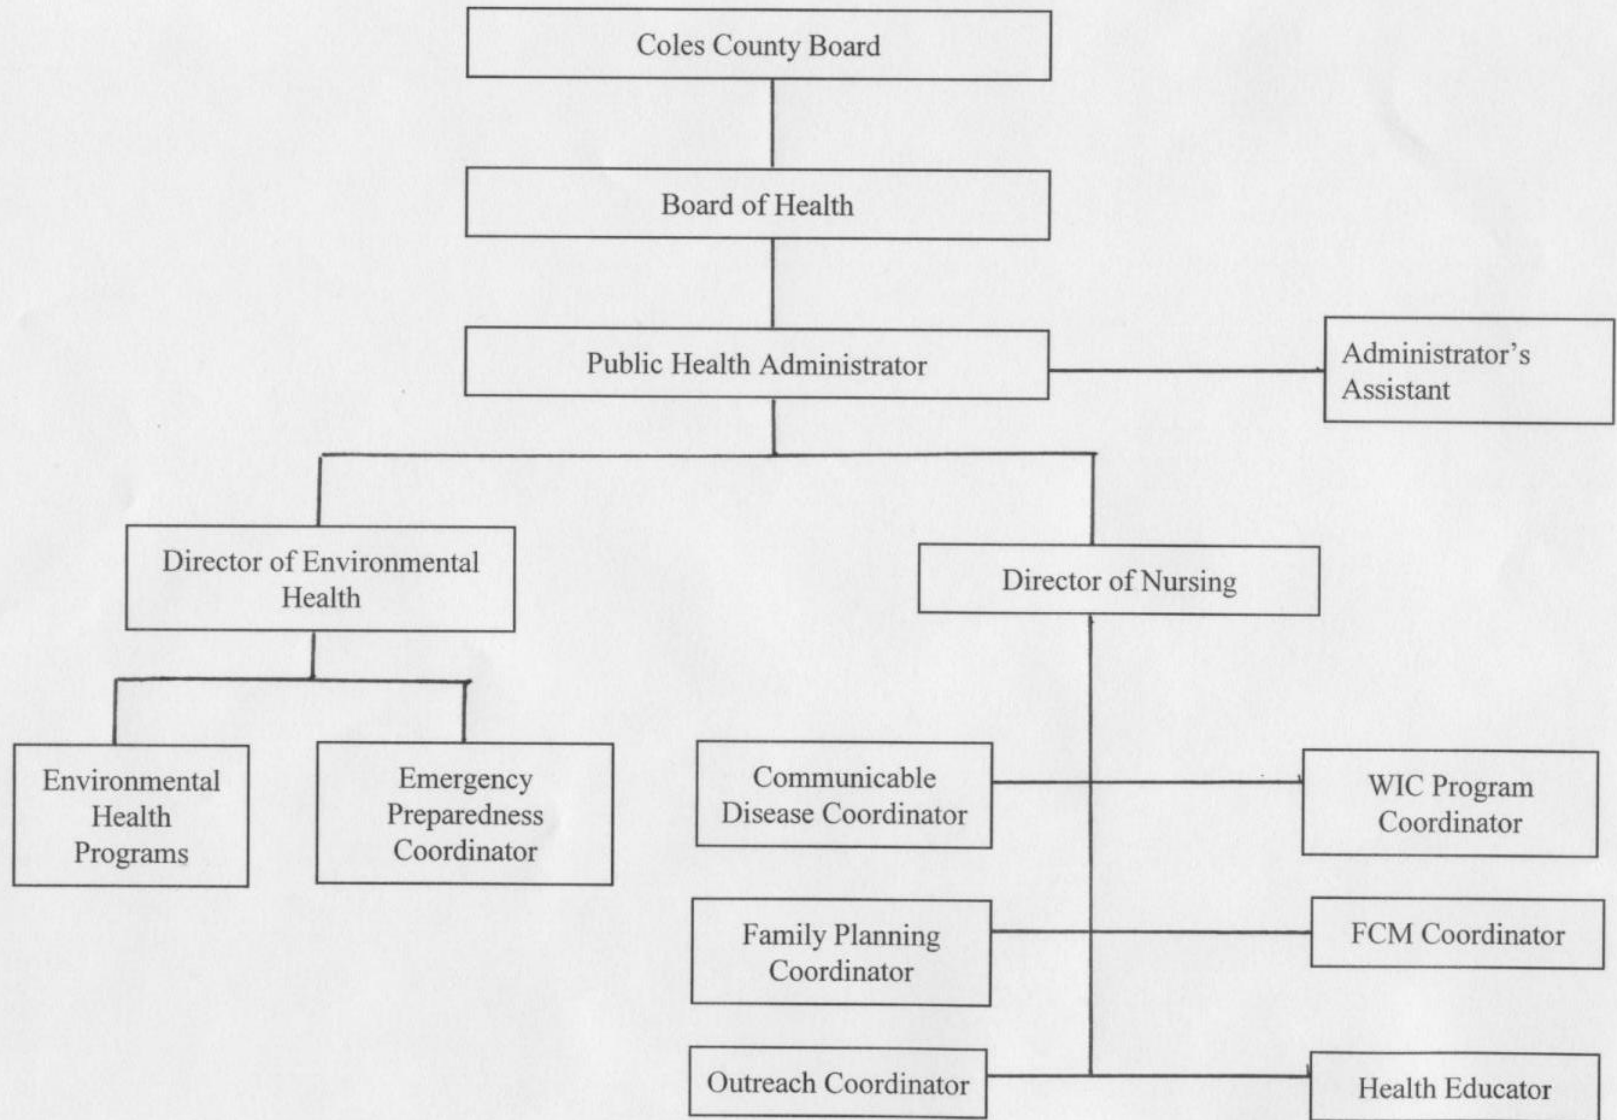 Coles County Board
Board of Health
Public Health Administrator
Administrator’s
Assistant
Director of Environmental
Health
Director of Nursing
Environmental
Health
Programs
Emergency
Preparedness
Coordinator
Communicable
Disease Coordinator
WIC Program
Coordinator
Family Planning
Coordinator
FCM Coordinator
Outreach Coordinator
Health Educator